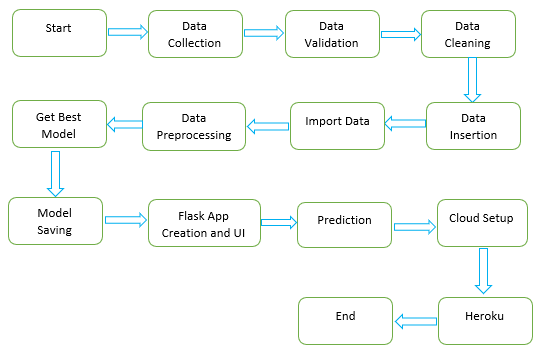 Start
Data
Collection
Data
Validation
Data
Cleaning
Get Best
Model
Data
Preprocessing
Import Data
Data
Insertion
Model
Saving
Flask App
Creation and UI
Prediction
Cloud Setup
End
Heroku